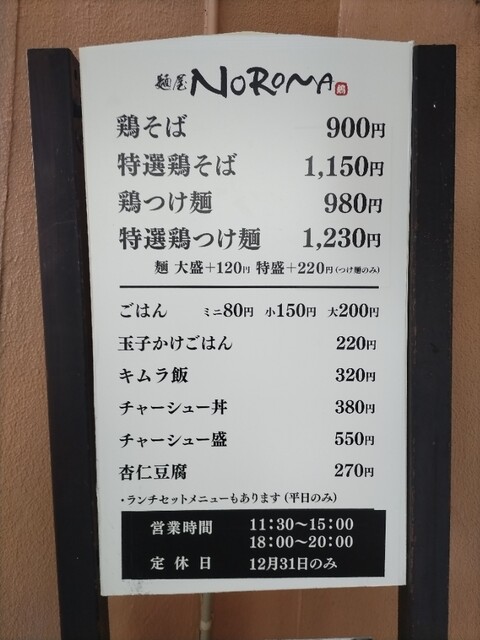 麺屋 NOROMA 鶏
鶏そば 900円
特選鶏そば 1,150円
鶏つけ麺 980円
特選鶏つけ麺 1,230円
麺 大盛+120円 特盛+220円(つけ麺のみ)
ごはん ミニ80円 小150円 大200円
玉子かけごはん 220円
キムラ飯 320円
チャーシュー丼 380円
チャーシュー盛 550円
杏仁豆腐 270円
・ランチセットメニューもあります(平日のみ)
営業時間 11:30〜15:00
18:00〜20:00
定休日 12月31日のみ